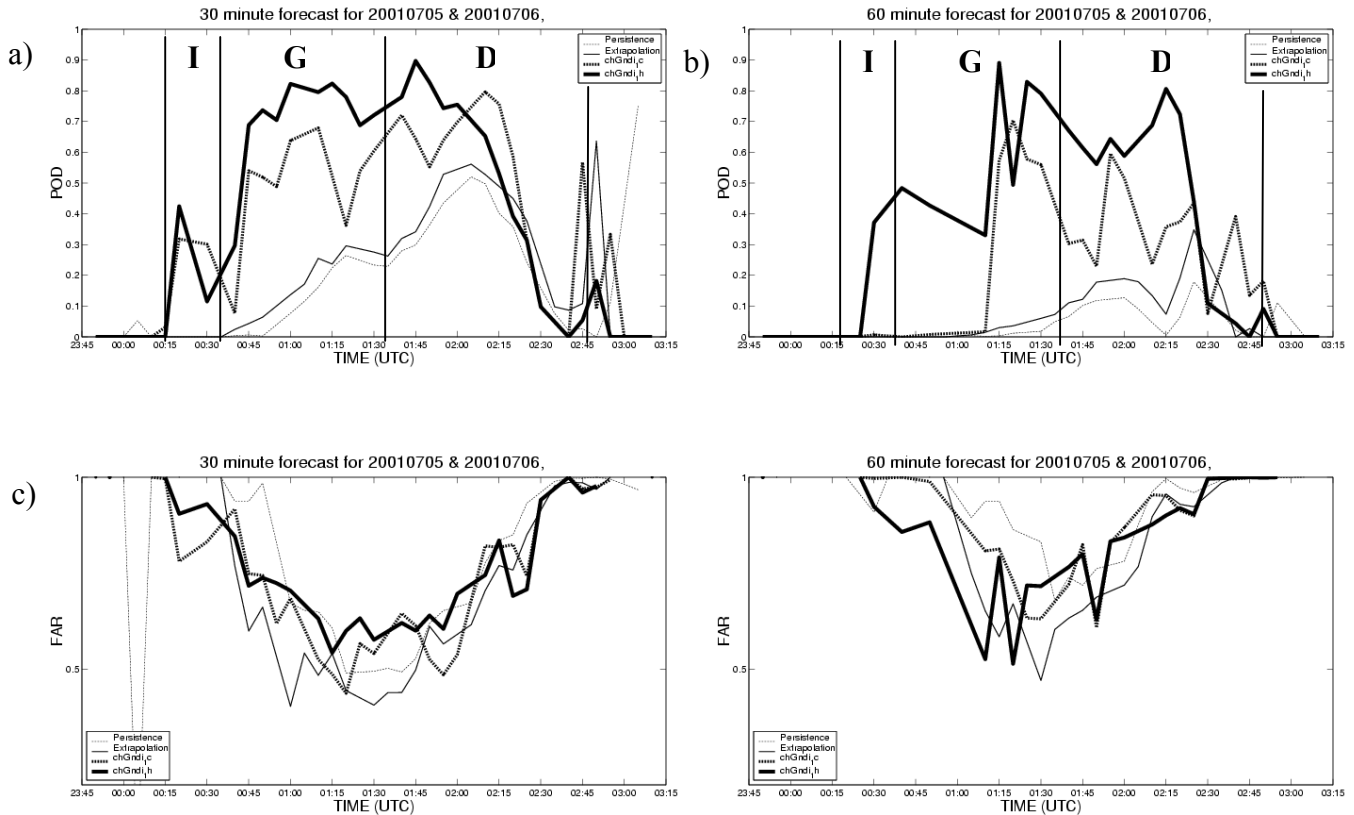 30 minute forecast for 20010705 & 20010706,
a)
I G D
Persistence
Extrapolation
chGndi_1c
chGndi_1h
POD
1
0.9
0.8
0.7
0.6
0.5
0.4
0.3
0.2
0.1
0
23:45 00:00 00:15 00:30 00:45 01:00 01:15 01:30 01:45 02:00 02:15 02:30 02:45 03:00 03:15
TIME (UTC)
60 minute forecast for 20010705 & 20010706,
b)
I G D
Persistence
Extrapolation
chGndi_1c
chGndi_1h
POD
1
0.9
0.8
0.7
0.6
0.5
0.4
0.3
0.2
0.1
0
23:45 00:00 00:15 00:30 00:45 01:00 01:15 01:30 01:45 02:00 02:15 02:30 02:45 03:00 03:15
TIME (UTC)
30 minute forecast for 20010705 & 20010706,
c)
1
0.5
FAR
Persistence
Extrapolation
chGndi_1c
chGndi_1h
23:45 00:00 00:15 00:30 00:45 01:00 01:15 01:30 01:45 02:00 02:15 02:30 02:45 03:00 03:15
TIME (UTC)
60 minute forecast for 20010705 & 20010706,
1
0.5
FAR
Persistence
Extrapolation
chGndi_1c
chGndi_1h
23:45 00:00 00:15 00:30 00:45 01:00 01:15 01:30 01:45 02:00 02:15 02:30 02:45 03:00 03:15
TIME (UTC)